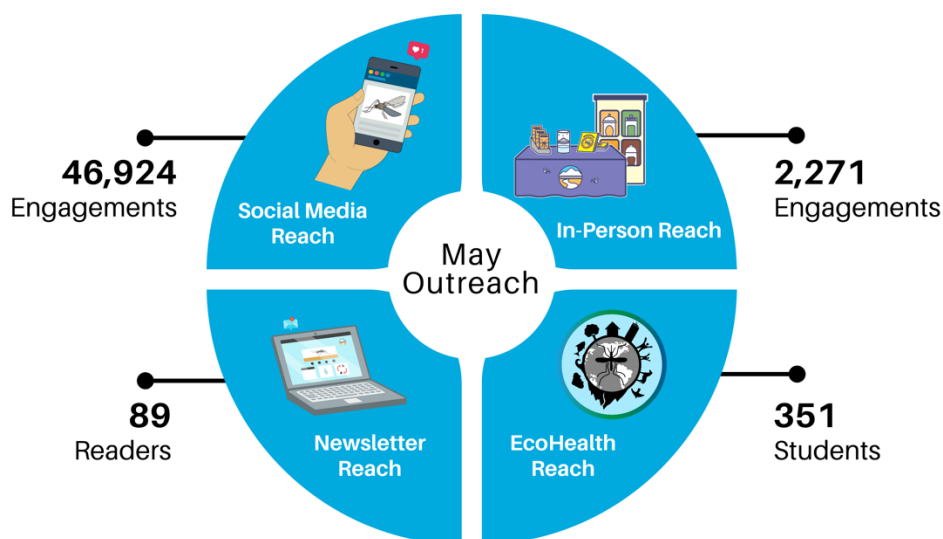 46,924
Engagements
Social Media
Reach
1
2,271
Engagements
In-Person Reach
May
Outreach
89
Readers
Newsletter
Reach
351
Students
EcoHealth
Reach